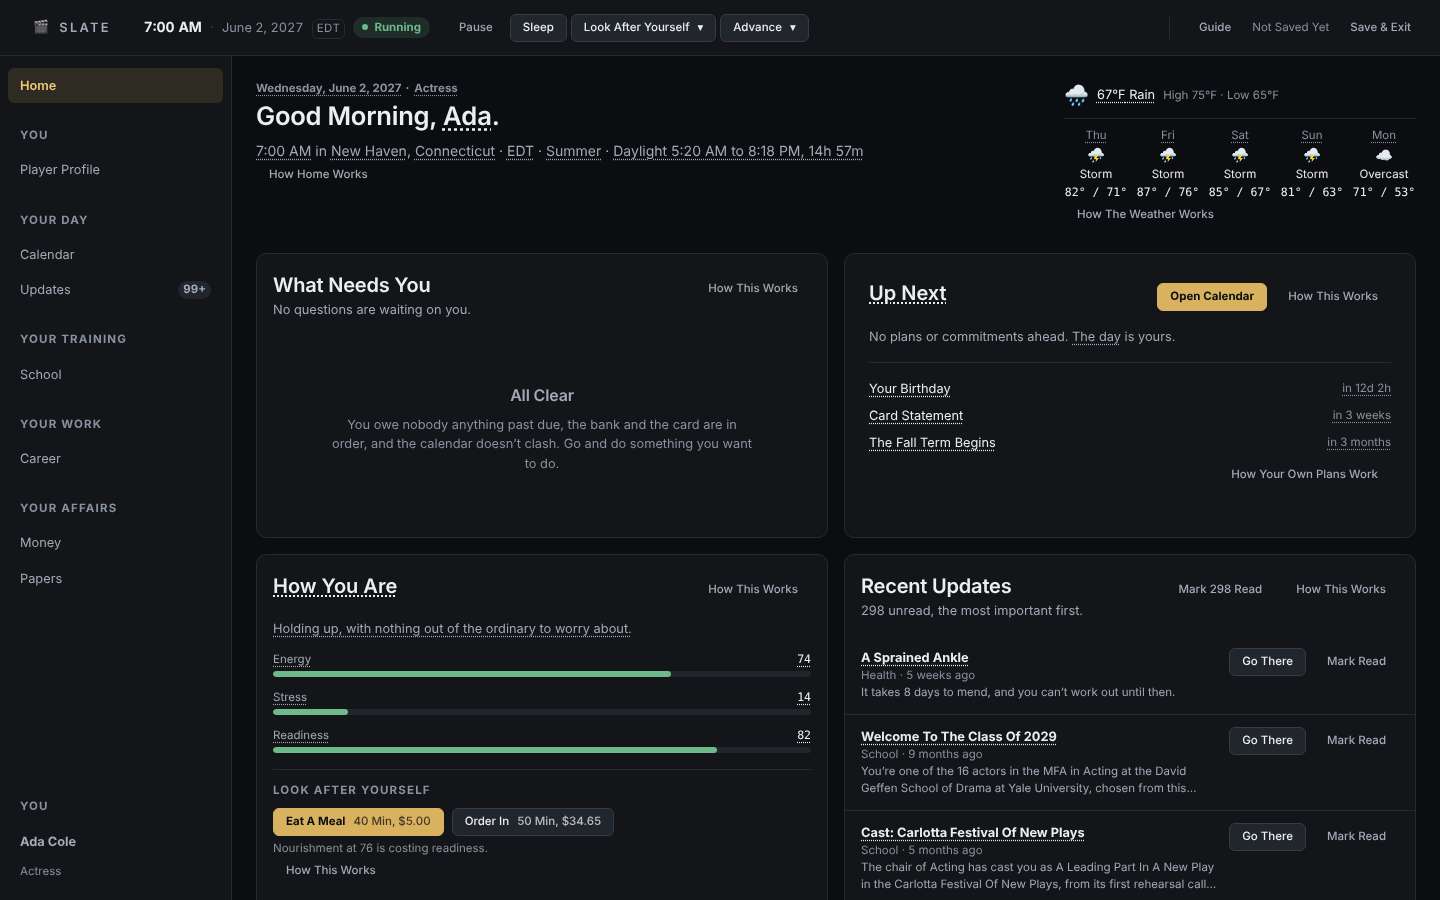 SLATE
7:00 AM · June 2, 2027 EDT Running
Pause
Sleep
Look After Yourself ▾
Advance ▾
Guide
Not Saved Yet
Save & Exit
Home
YOU
Player Profile
YOUR DAY
Calendar
Updates 99+
YOUR TRAINING
School
YOUR WORK
Career
YOUR AFFAIRS
Money
Papers
YOU
Ada Cole
Actress
Wednesday, June 2, 2027 · Actress
Good Morning, Ada.
7:00 AM in New Haven, Connecticut · EDT · Summer · Daylight 5:20 AM to 8:18 PM, 14h 57m
How Home Works
67°F Rain High 75°F · Low 65°F
Thu Fri Sat Sun Mon
Storm Storm Storm Storm Overcast
82° / 71° 87° / 76° 85° / 67° 81° / 63° 71° / 53°
How The Weather Works
What Needs You
How This Works
No questions are waiting on you.
All Clear
You owe nobody anything past due, the bank and the card are in
order, and the calendar doesn't clash. Go and do something you want
to do.
Up Next
Open Calendar
How This Works
No plans or commitments ahead. The day is yours.
Your Birthday in 12d 2h
Card Statement in 3 weeks
The Fall Term Begins in 3 months
How Your Own Plans Work
How You Are
How This Works
Holding up, with nothing out of the ordinary to worry about.
Energy 74
Stress 14
Readiness 82
LOOK AFTER YOURSELF
Eat A Meal 40 Min, $5.00
Order In 50 Min, $34.65
Nourishment at 76 is costing readiness.
How This Works
Recent Updates
Mark 298 Read
How This Works
298 unread, the most important first.
A Sprained Ankle
Go There
Mark Read
Health · 5 weeks ago
It takes 8 days to mend, and you can't work out until then.
Welcome To The Class Of 2029
Go There
Mark Read
School · 9 months ago
You're one of the 16 actors in the MFA in Acting at the David
Geffen School of Drama at Yale University, chosen from this...
Cast: Carlotta Festival Of New Plays
Go There
Mark Read
School · 5 months ago
The chair of Acting has cast you as A Leading Part In A New Play
in the Carlotta Festival Of New Plays, from its first rehearsal call...